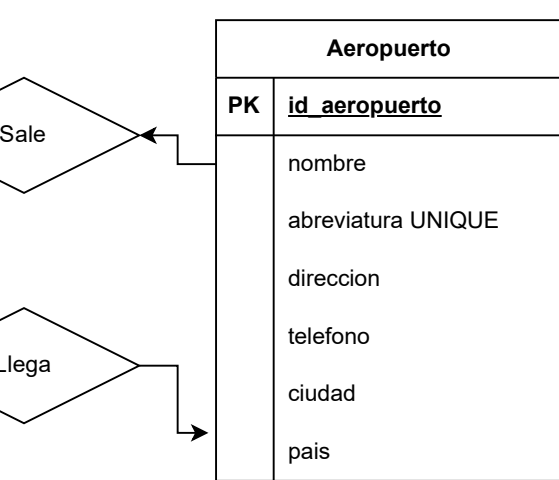 Aeropuerto
PK id_aeropuerto
Sale
nombre
abreviatura UNIQUE
direccion
telefono
Llega
ciudad
pais